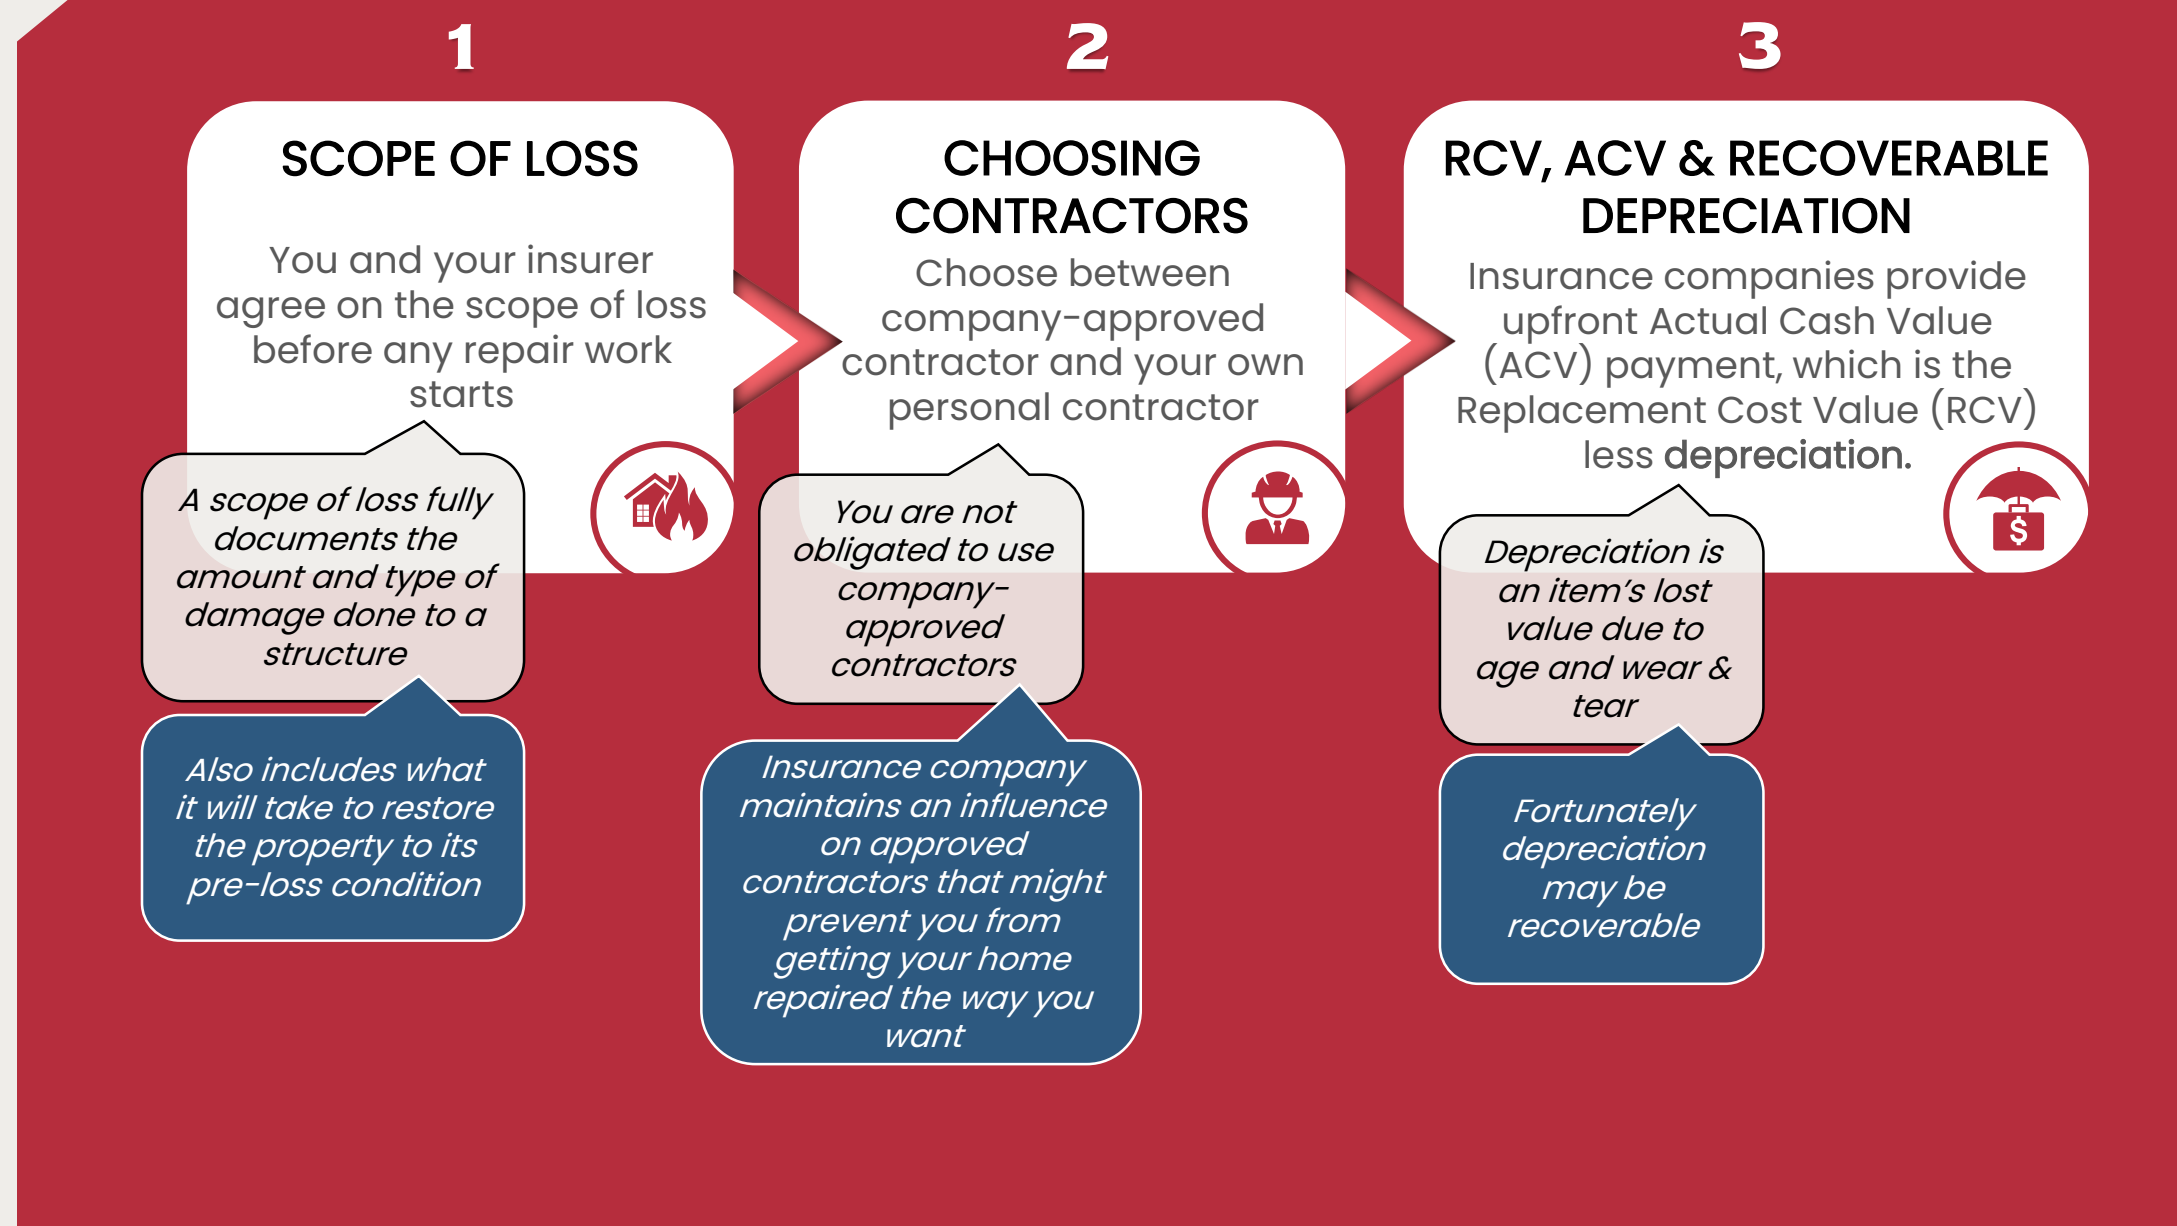 1
SCOPE OF LOSS
You and your insurer
agree on the scope of loss
before any repair work
starts
A scope of loss fully
documents the
amount and type of
damage done to a
structure
Also includes what
it will take to restore
the property to its
pre-loss condition
2
CHOOSING
CONTRACTORS
Choose between
company-approved
contractor and your own
personal contractor
You are not
obligated to use
company-
approved
contractors
Insurance company
maintains an influence
on approved
contractors that might
prevent you from
getting your home
repaired the way you
want
3
RCV, ACV & RECOVERABLE
DEPRECIATION
Insurance companies provide
upfront Actual Cash Value
(ACV) payment, which is the
Replacement Cost Value (RCV)
less depreciation.
$
Depreciation is
an item’s lost
value due to
age and wear &
tear
Fortunately
depreciation
may be
recoverable